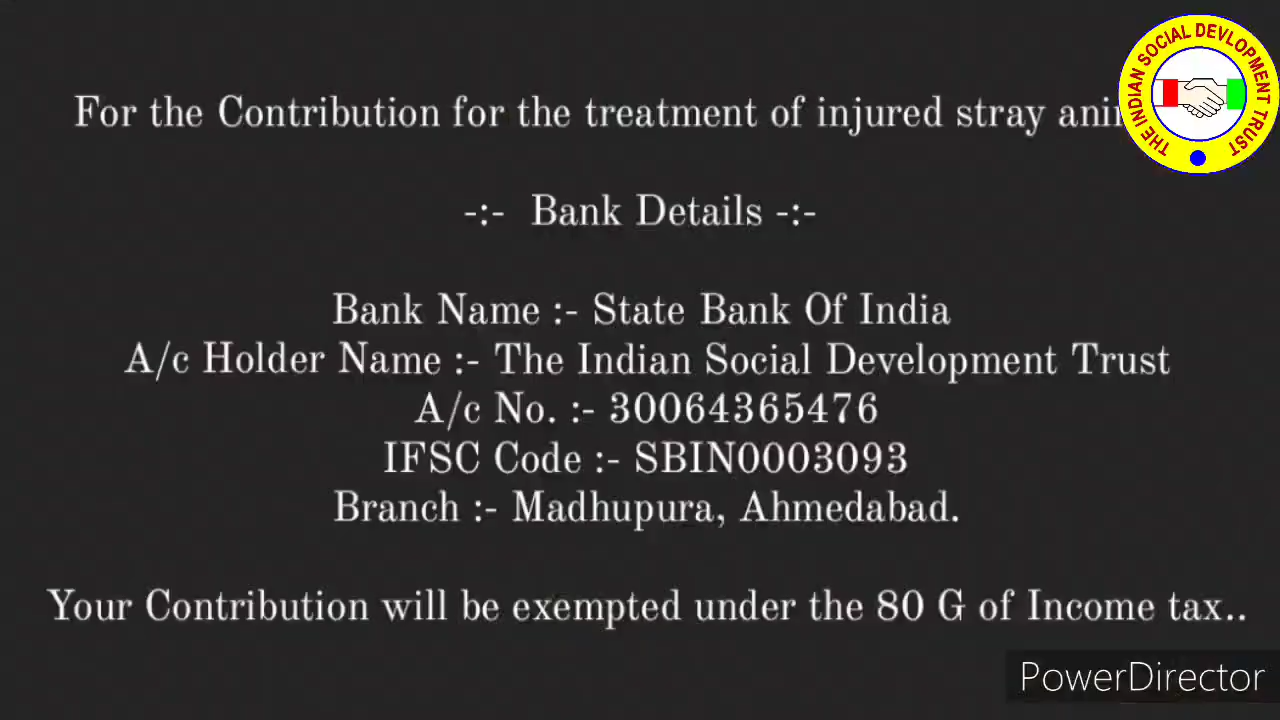 For the Contribution for the treatment of injured stray
-:- Bank Details -:-
Bank Name :- State Bank Of India
A/c Holder Name :- The Indian Social Development Trust
A/c No. :- 30064365476
IFSC Code :- SBIN0003093
Branch :- Madhupura, Ahmedabad.
Your Contribution will be exempted under the 80 G of Income tax..
THE INDIAN SOCIAL DEVLOPMENT TRUST
PowerDirector